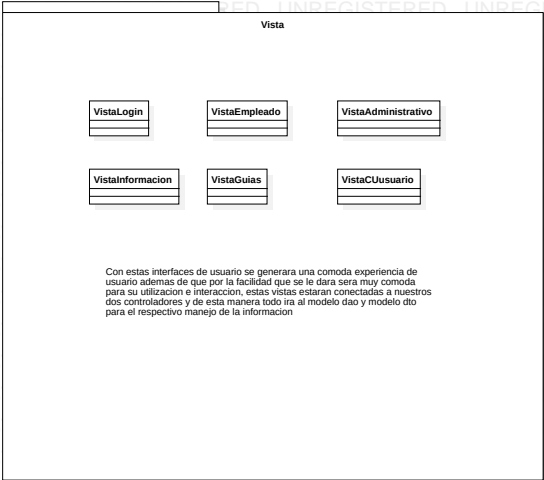 RED UNREGISTERED UNREG
Vista
VistaLogin VistaEmpleado VistaAdministrativo
VistaInformacion VistaGuias VistaCUusuario
Con estas interfaces de usuario se generara una comoda experiencia de
usuario ademas de que por la facilidad que se le dara sera muy comoda
para su utilizacion e interaccion, estas vistas estaran conectadas a nuestros
dos controladores y de esta manera todo ira al modelo dao y modelo dto
para el respectivo manejo de la informacion